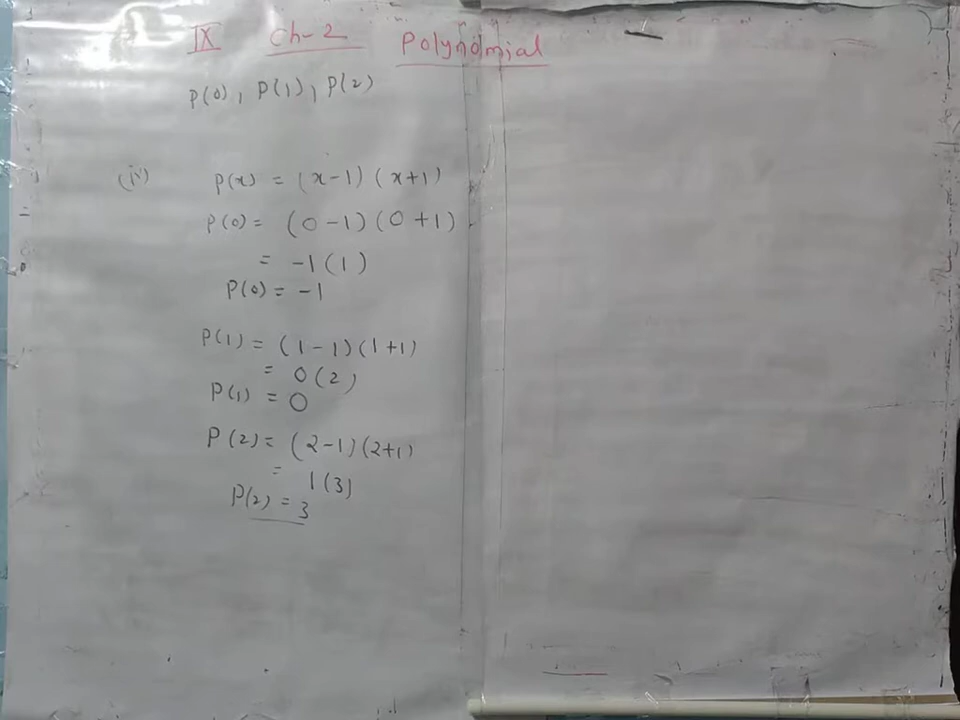 IX Ch-2 Polynomial
P(0), P(1), P(2)
(iv) P(x) = (x-1) (x+1)
P(0) = (0-1) (0+1)
= -1(1)
P(0) = -1
P(1) = (1-1) (1+1)
= 0(2)
P(1) = 0
P(2) = (2-1) (2+1)
= 1(3)
P(2) = 3